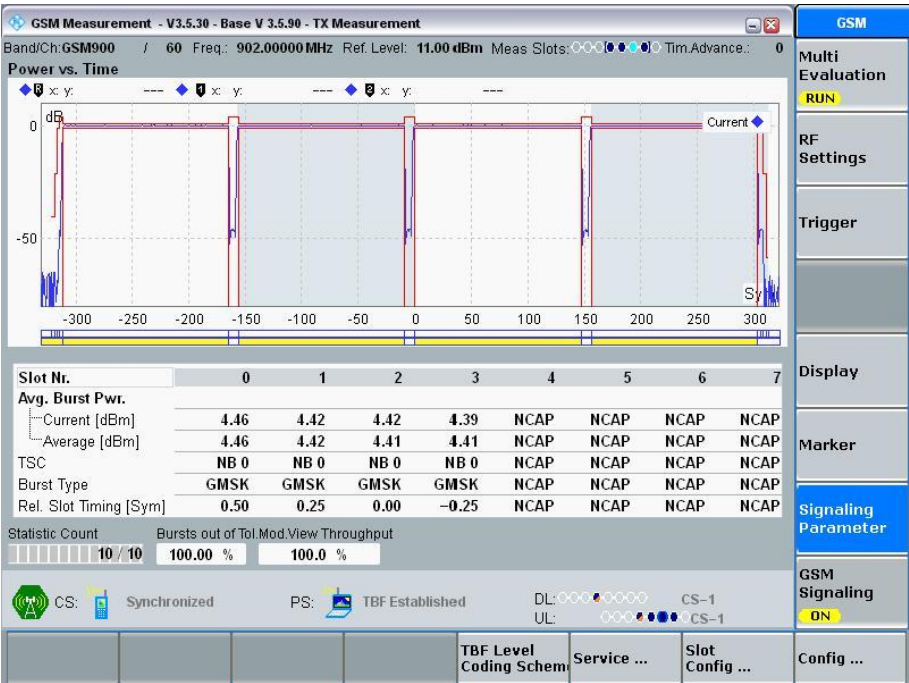 GSM Measurement - V3.5.30 - Base V 3.5.90 - TX Measurement
GSM
Band/Ch:GSM900 / 60 Freq.: 902.00000 MHz Ref. Level: 11.00 dBm Meas Slots: Tim.Advance.: 0
Power vs. Time
R x: y: --- 1 x: y: --- 2 x: y: ---
dB
Current
0
-50
Sy
-300 -250 -200 -150 -100 -50 0 50 100 150 200 250 300
Slot Nr. 0 1 2 3 4 5 6 7
Avg. Burst Pwr.
Current [dBm] 4.46 4.42 4.42 4.39 NCAP NCAP NCAP NCAP
Average [dBm] 4.46 4.42 4.41 4.41 NCAP NCAP NCAP NCAP
TSC NB 0 NB 0 NB 0 NB 0 NCAP NCAP NCAP NCAP
Burst Type GMSK GMSK GMSK GMSK NCAP NCAP NCAP NCAP
Rel. Slot Timing [Sym] 0.50 0.25 0.00 -0.25 NCAP NCAP NCAP NCAP
Statistic Count Bursts out of Tol. Mod.View Throughput
10 / 10 100.00 % 100.0 %
CS: Synchronized PS: TBF Established DL: CS-1
UL: CS-1
Multi
Evaluation
RUN
RF
Settings
Trigger
Display
Marker
Signaling
Parameter
GSM
Signaling
ON
TBF Level
Coding Schem
Service ...
Slot
Config ...
Config ...